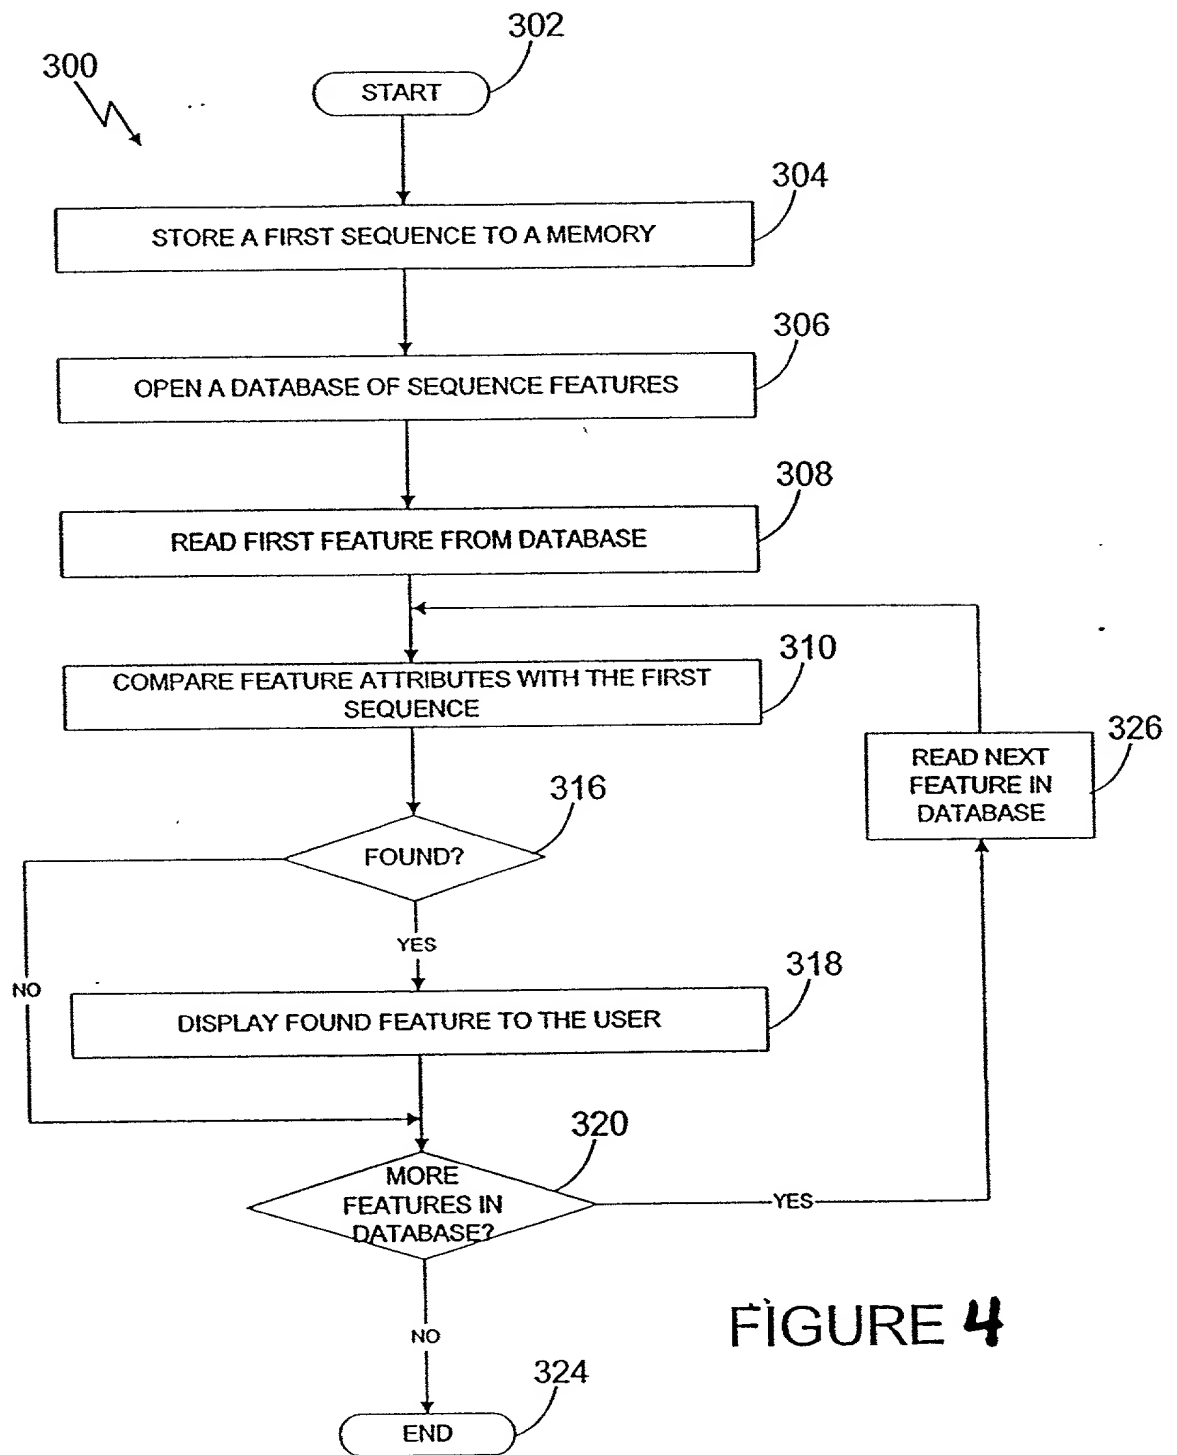 302
300
START
304
STORE A FIRST SEQUENCE TO A MEMORY
306
OPEN A DATABASE OF SEQUENCE FEATURES
308
READ FIRST FEATURE FROM DATABASE
310
COMPARE FEATURE ATTRIBUTES WITH THE FIRST
SEQUENCE
326
READ NEXT
FEATURE IN
DATABASE
316
FOUND?
YES
NO
318
DISPLAY FOUND FEATURE TO THE USER
320
MORE
FEATURES IN
DATABASE?
YES
NO
FIGURE 4
324
END